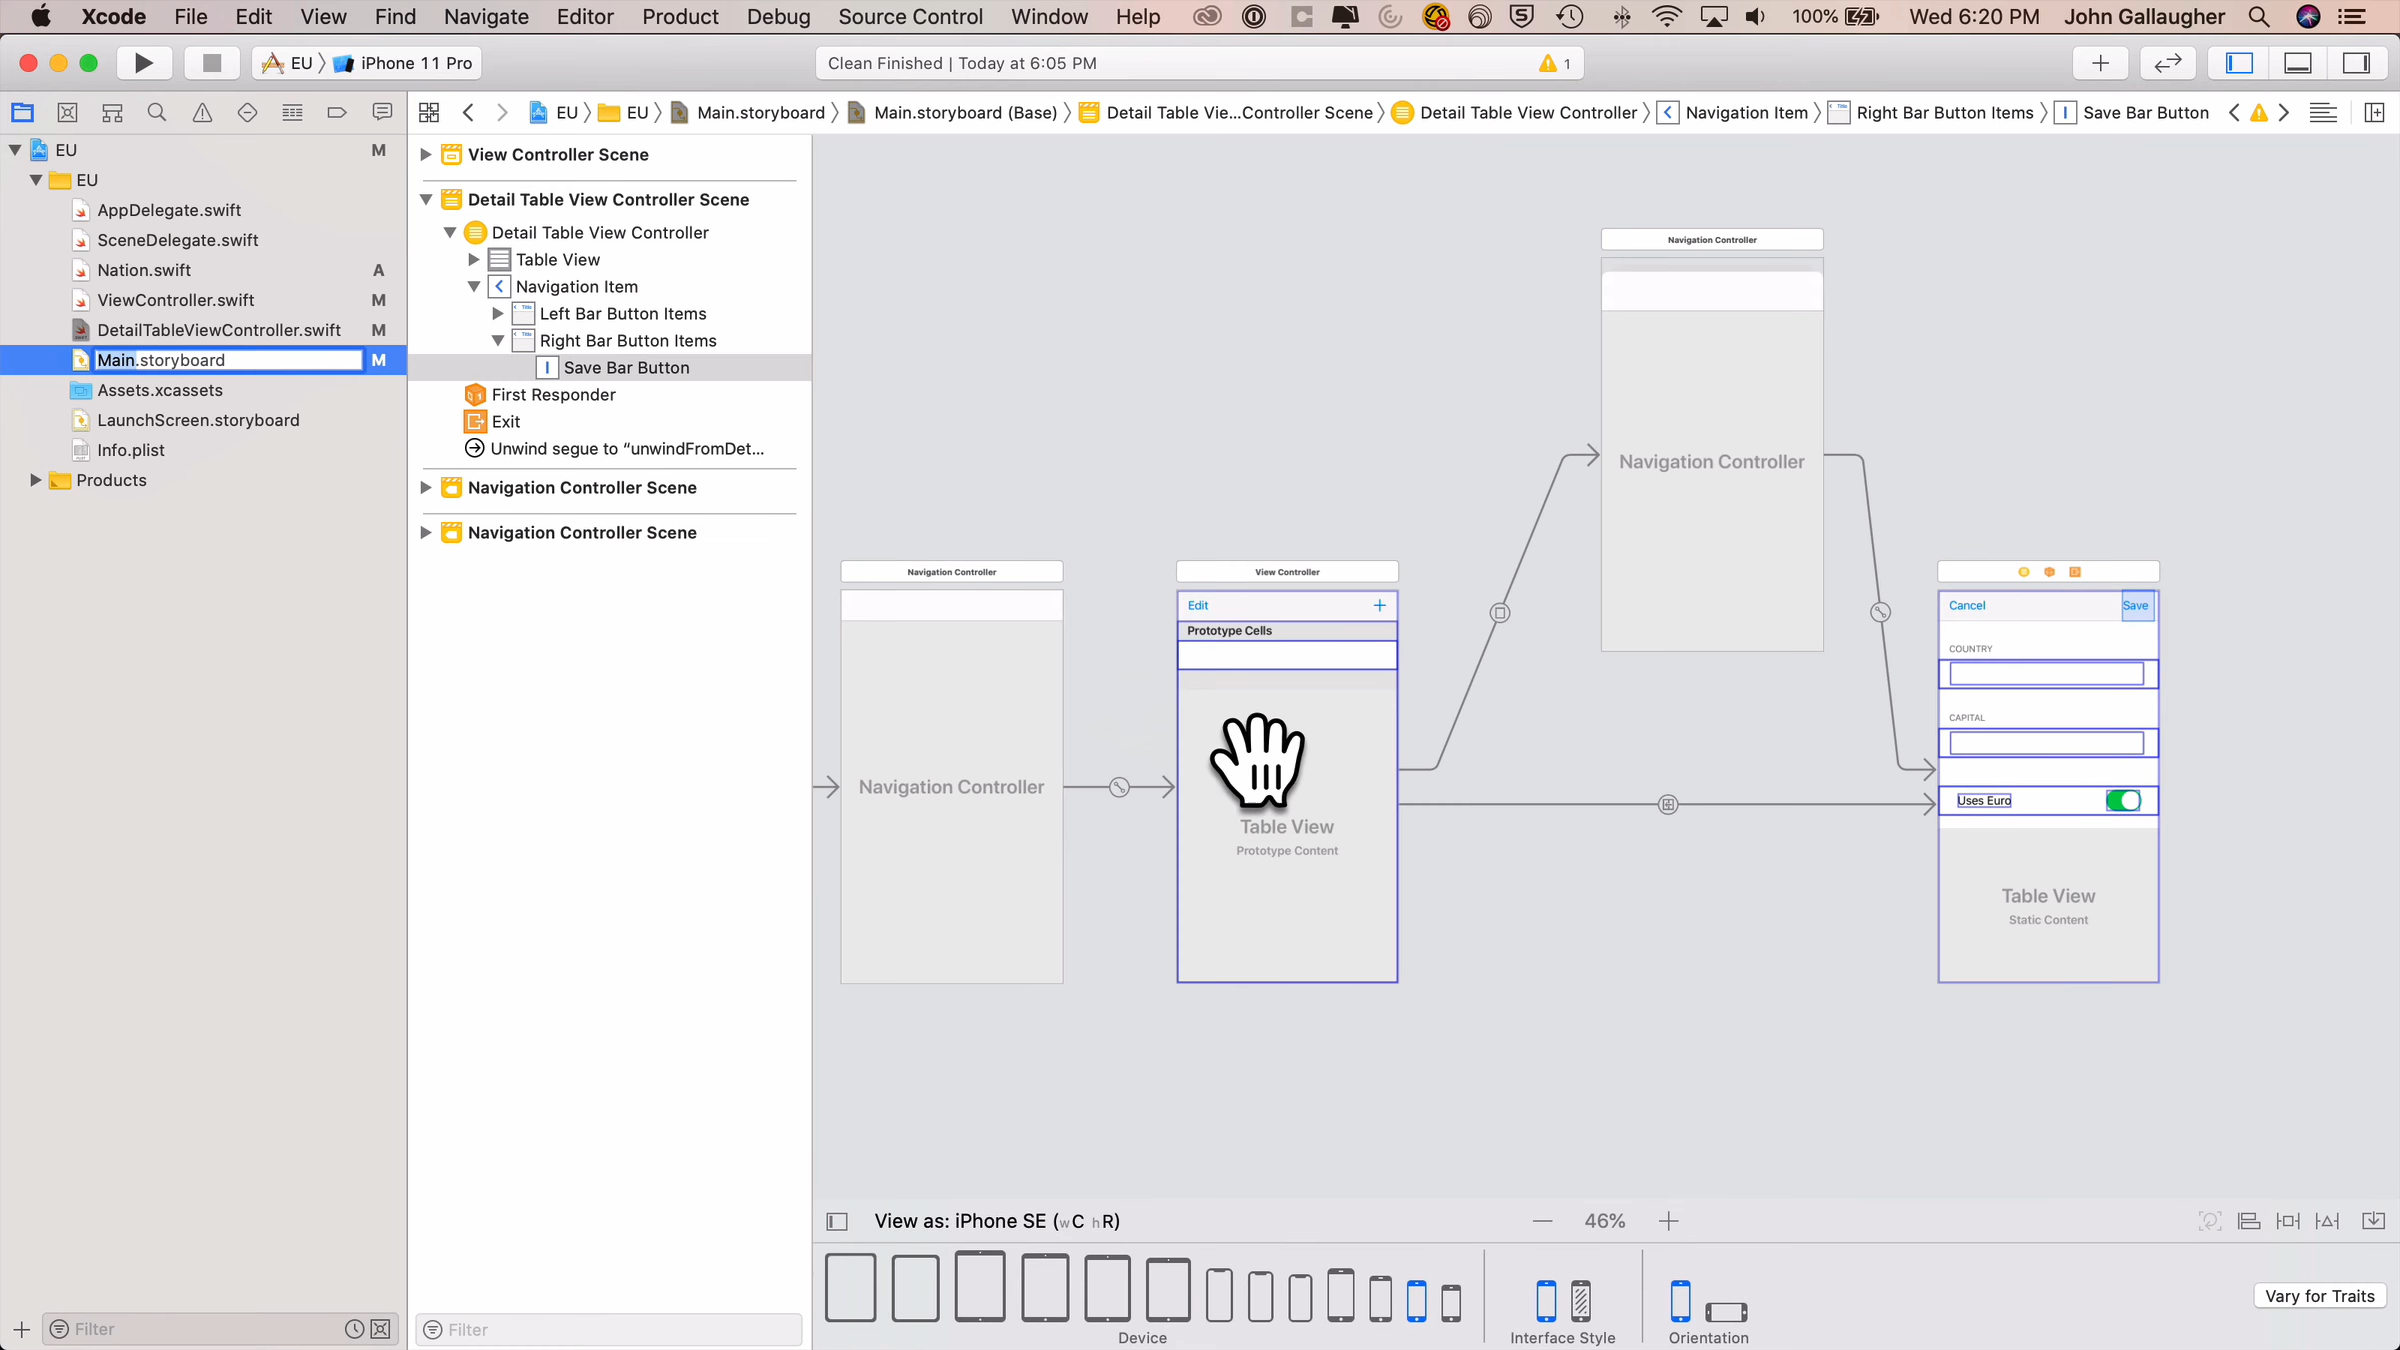 Xcode File Edit View Find Navigate Editor Product Debug Source Control Window Help 100% Wed 6:20 PM John Gallaugher
EU iPhone 11 Pro
Clean Finished | Today at 6:05 PM 1
EU EU Main.storyboard Main.storyboard (Base) Detail Table Vie...Controller Scene Detail Table View Controller Navigation Item Right Bar Button Items Save Bar Button
EU M
EU
AppDelegate.swift
SceneDelegate.swift
Nation.swift A
ViewController.swift M
DetailTableViewController.swift M
Main.storyboard M
Assets.xcassets
LaunchScreen.storyboard
Info.plist
Products
Filter
View Controller Scene
Detail Table View Controller Scene
Detail Table View Controller
Table View
Navigation Item
Left Bar Button Items
Right Bar Button Items
Save Bar Button
First Responder
Exit
Unwind segue to “unwindFromDet...
Navigation Controller Scene
Navigation Controller Scene
Filter
Navigation Controller
Navigation Controller
Navigation Controller
Navigation Controller
View Controller
Edit +
Prototype Cells
Table View
Prototype Content
Cancel Save
COUNTRY
CAPITAL
Uses Euro
Table View
Static Content
View as: iPhone SE (wC hR)
46%
Device
Interface Style
Orientation
Vary for Traits